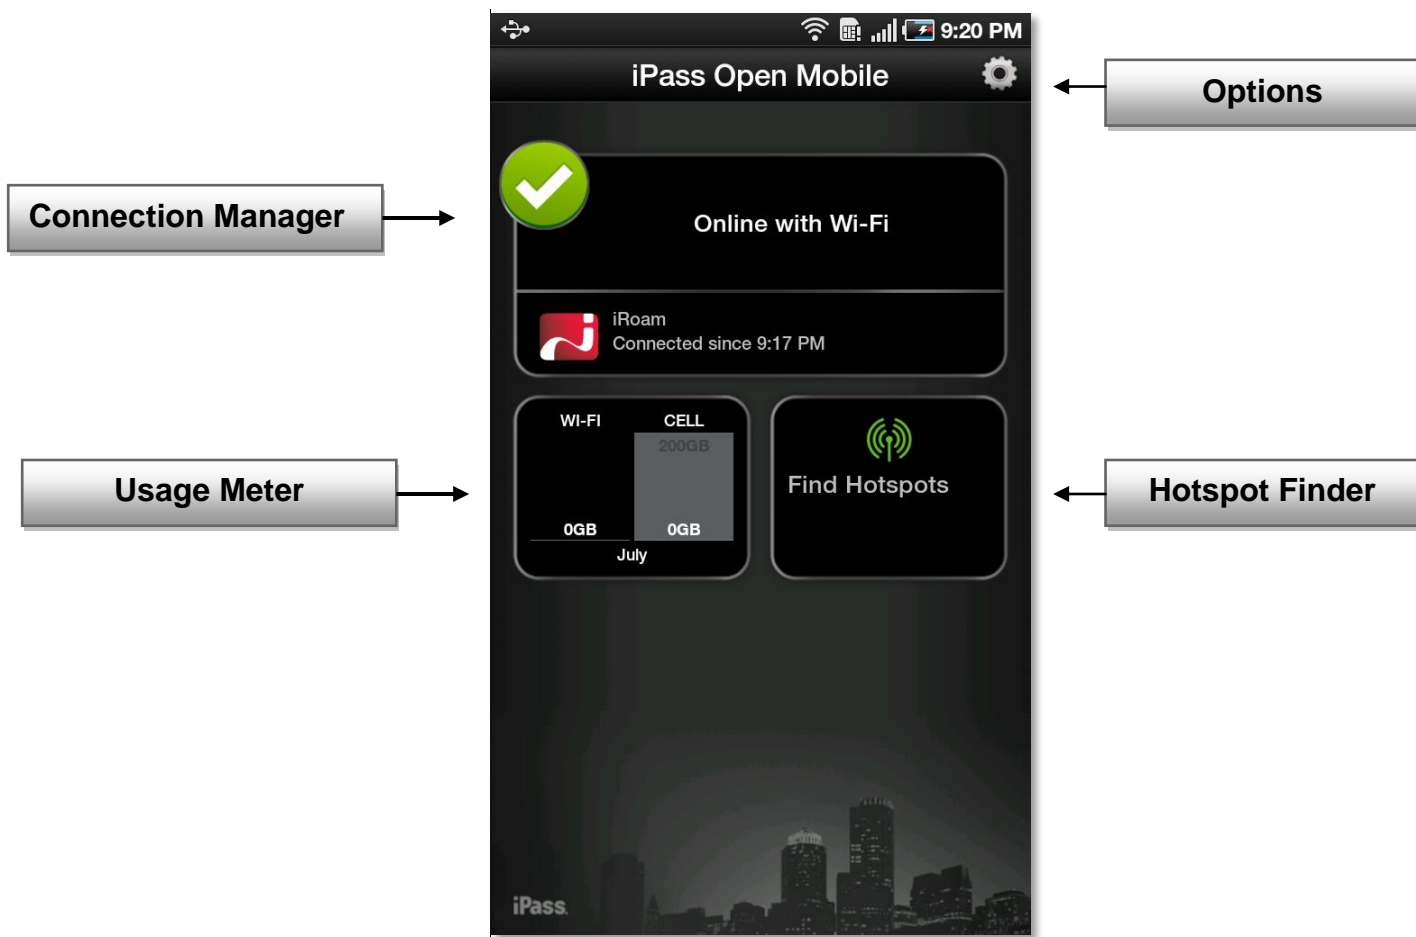 9:20 PM
iPass Open Mobile
Options
Connection Manager
Online with Wi-Fi
iRoam
Connected since 9:17 PM
Usage Meter
WI-FI
CELL
200GB
0GB
0GB
July
Find Hotspots
Hotspot Finder
iPass.